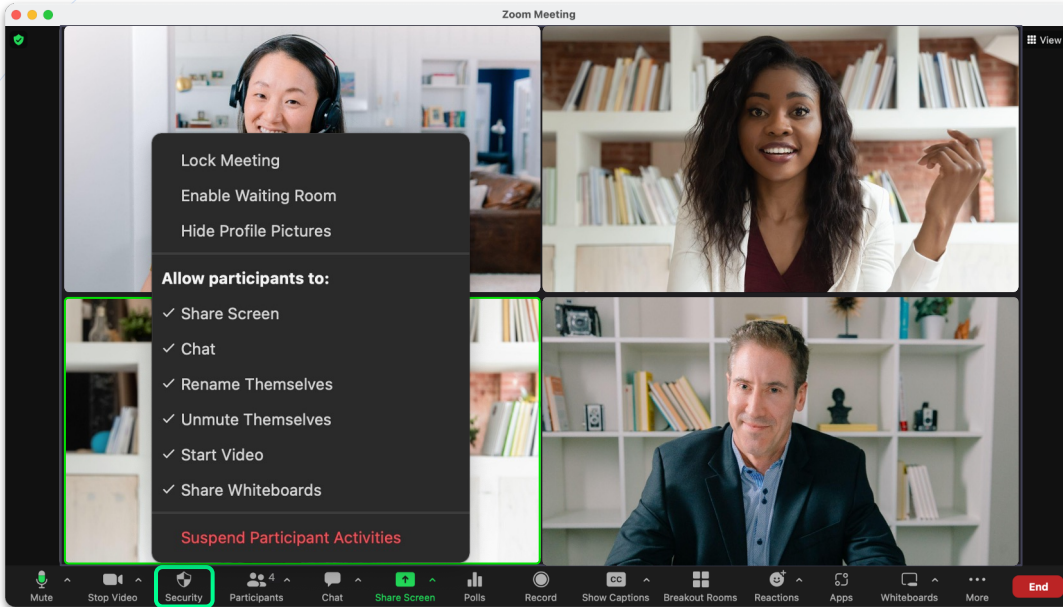 Zoom Meeting
View
Lock Meeting
Enable Waiting Room
Hide Profile Pictures
Allow participants to:
Share Screen
Chat
Rename Themselves
Unmute Themselves
Start Video
Share Whiteboards
Suspend Participant Activities
4
CC
Mute Stop Video Security Participants Chat Share Screen Polls Record Show Captions Breakout Rooms Reactions Apps Whiteboards More End